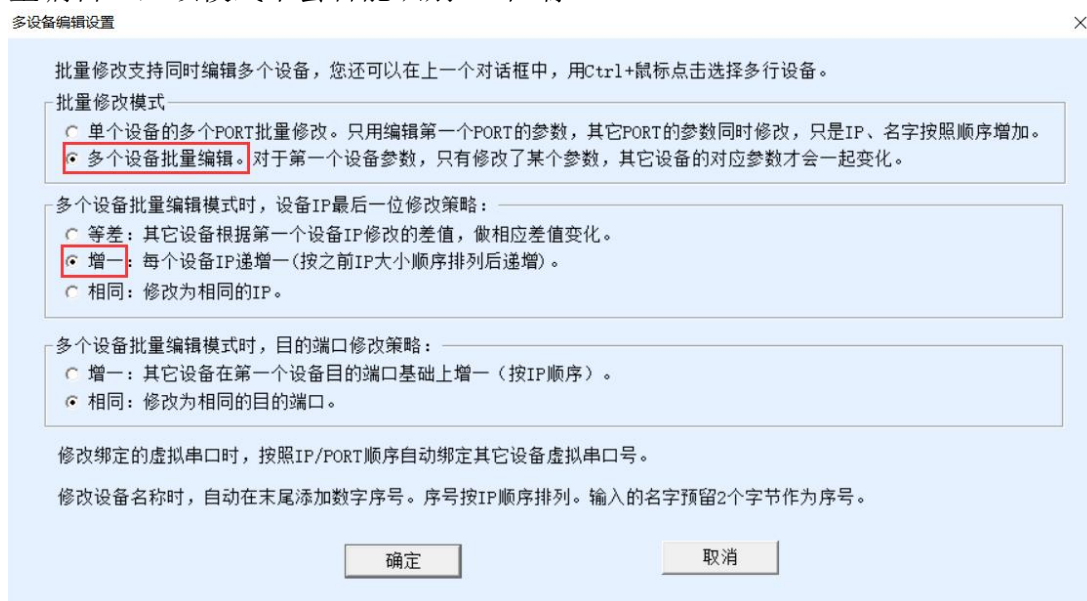 多设备编辑设置
批量修改支持同时编辑多个设备，您还可以在上一个对话框中，用Ctrl+鼠标点击选择多行设备。
批量修改模式
单个设备的多个PORT批量修改。只用编辑第一个PORT的参数，其它PORT的参数同时修改，只是IP、名字按照顺序增加。
多个设备批量编辑。对于第一个设备参数，只有修改了某个参数，其它设备的对应参数才会一起变化。
多个设备批量编辑模式时，设备IP最后一位修改策略：
等差：其它设备根据第一个设备IP修改的差值，做相应差值变化。
增一：每个设备IP递增一(按之前IP大小顺序排列后递增)。
相同：修改为相同的IP。
多个设备批量编辑模式时，目的端口修改策略：
增一：其它设备在第一个设备目的端口基础上增一（按IP顺序）。
相同：修改为相同的目的端口。
修改绑定的虚拟串口时，按照IP/PORT顺序自动绑定其它设备虚拟串口号。
修改设备名称时，自动在末尾添加数字序号。序号按IP顺序排列。输入的名字预留2个字节作为序号。
确定 取消